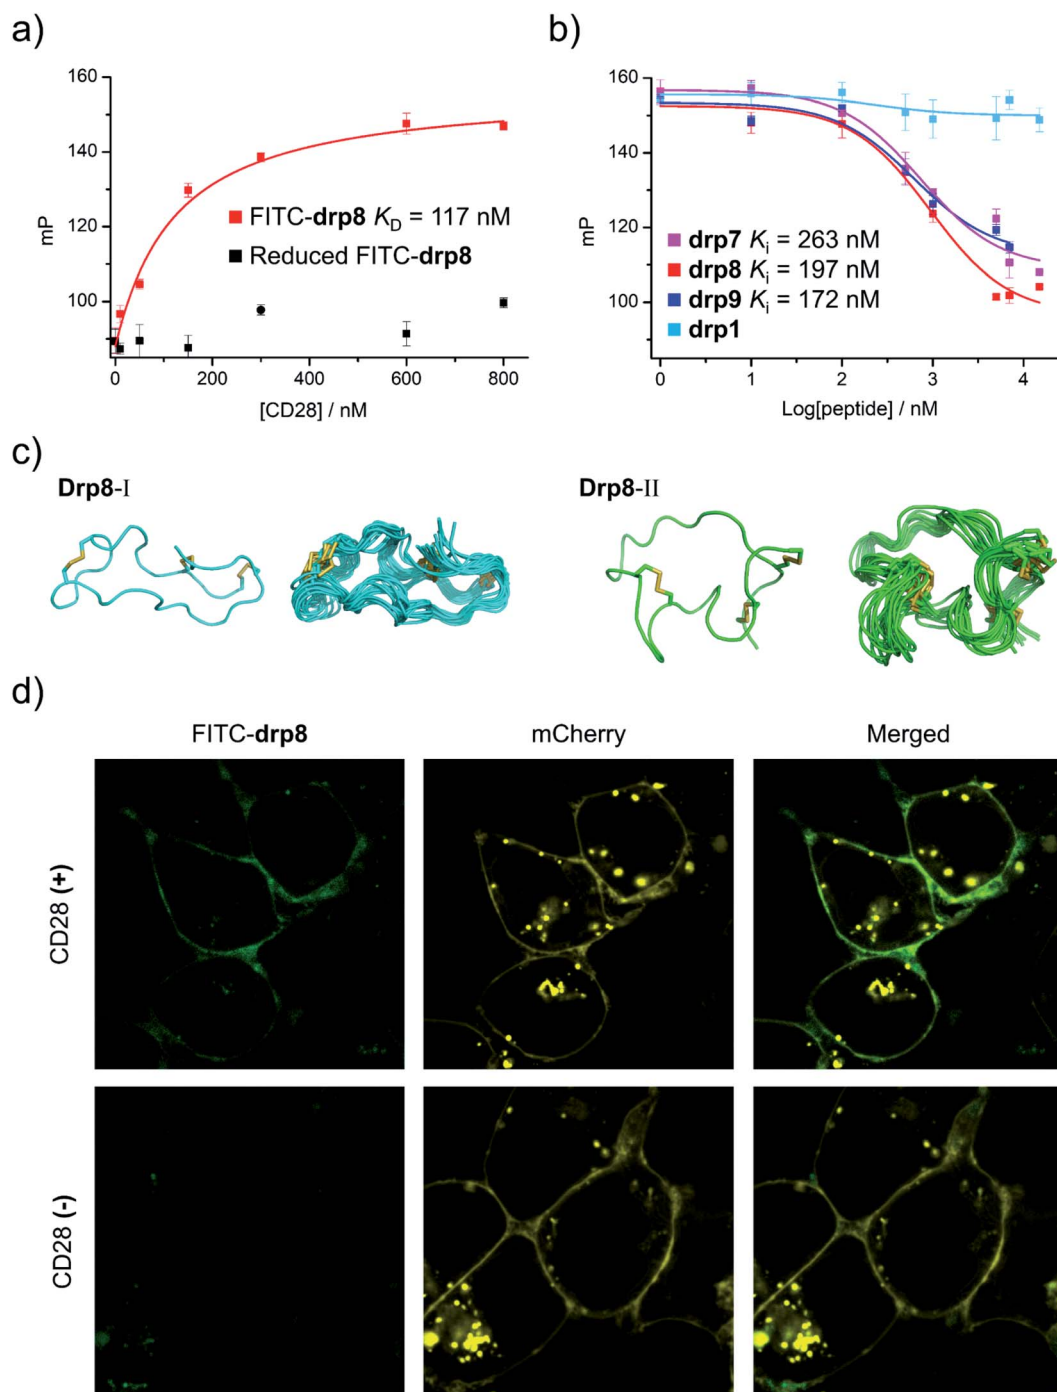 a)
160
140
120
100
mP
FITC-drp8 K_D = 117 nM
Reduced FITC-drp8
0 200 400 600 800
[CD28] / nM
b)
160
140
120
100
mP
drp7 K_i = 263 nM
drp8 K_i = 197 nM
drp9 K_i = 172 nM
drp1
0 1 2 3 4
Log[peptide] / nM
c)
Drp8-I
Drp8-II
d)
FITC-drp8 mCherry Merged
CD28 (+)
CD28 (-)